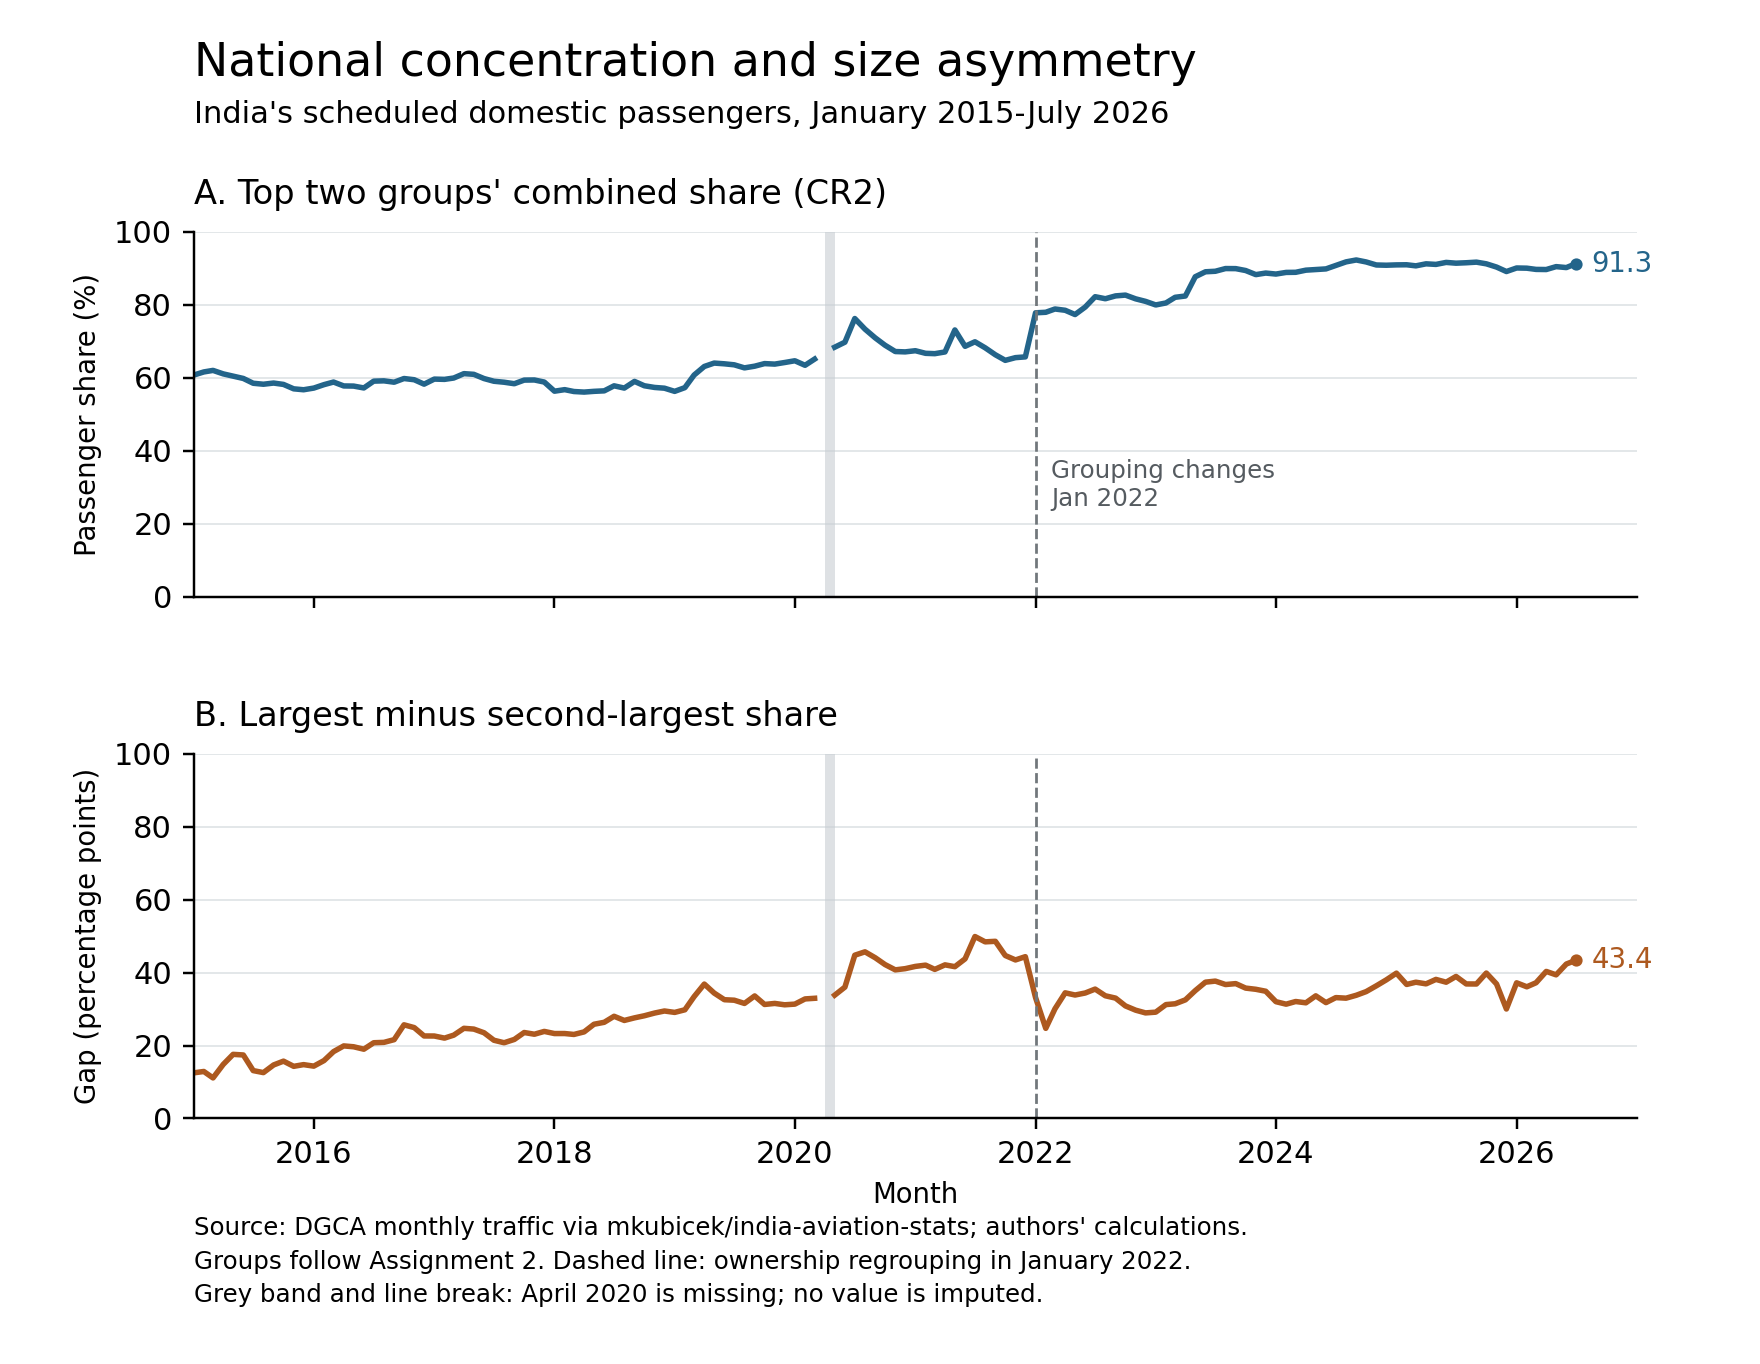 National concentration and size asymmetry
India's scheduled domestic passengers, January 2015-July 2026
A. Top two groups' combined share (CR2)
Passenger share (%)
100
80
60
40
20
0
91.3
Grouping changes
Jan 2022
B. Largest minus second-largest share
Gap (percentage points)
100
80
60
40
20
0
43.4
2016 2018 2020 2022 2024 2026
Month
Source: DGCA monthly traffic via mkubicek/india-aviation-stats; authors' calculations.
Groups follow Assignment 2. Dashed line: ownership regrouping in January 2022.
Grey band and line break: April 2020 is missing; no value is imputed.